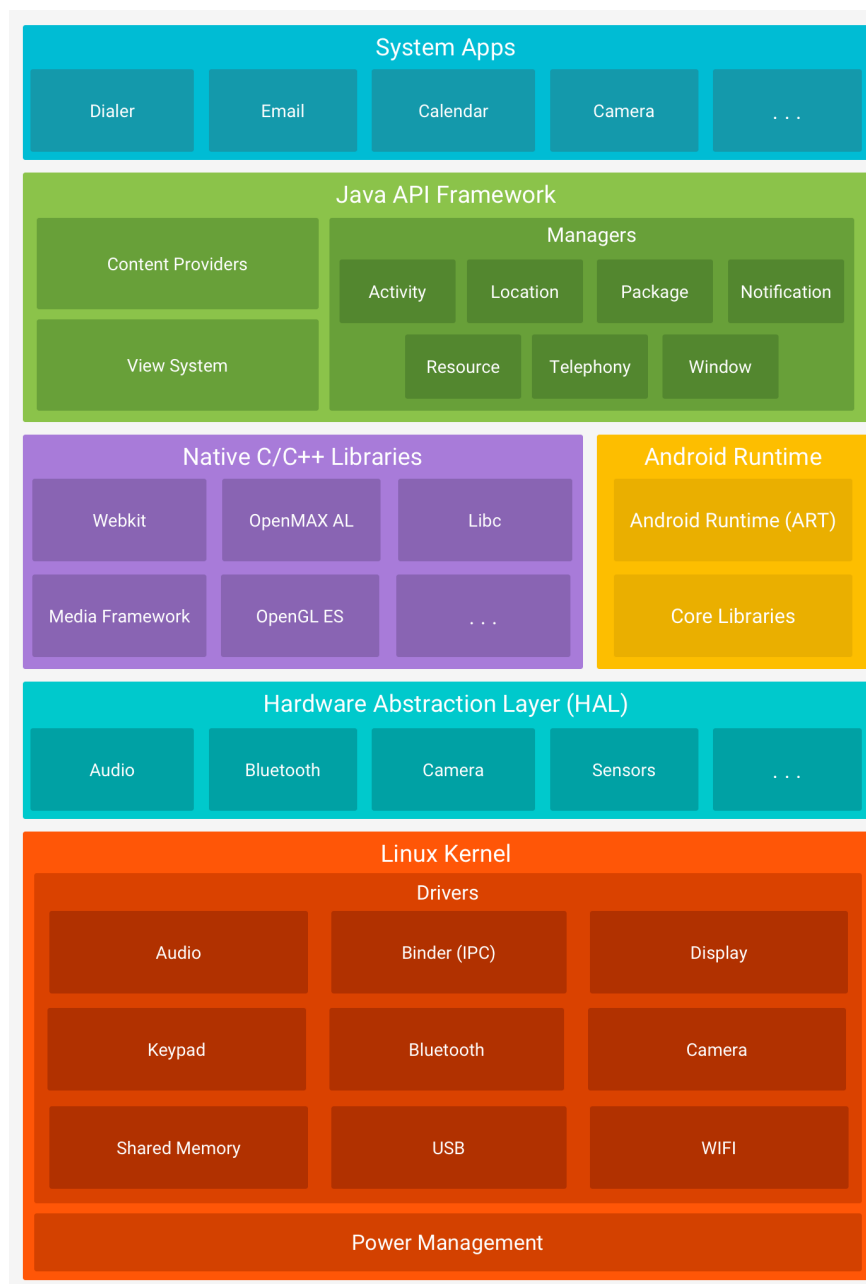 System Apps
Dialer
Email
Calendar
Camera
. . .
Java API Framework
Content Providers
View System
Managers
Activity
Location
Package
Notification
Resource
Telephony
Window
Native C/C++ Libraries
Webkit
OpenMAX AL
Libc
Media Framework
OpenGL ES
. . .
Android Runtime
Android Runtime (ART)
Core Libraries
Hardware Abstraction Layer (HAL)
Audio
Bluetooth
Camera
Sensors
. . .
Linux Kernel
Drivers
Audio
Binder (IPC)
Display
Keypad
Bluetooth
Camera
Shared Memory
USB
WIFI
Power Management